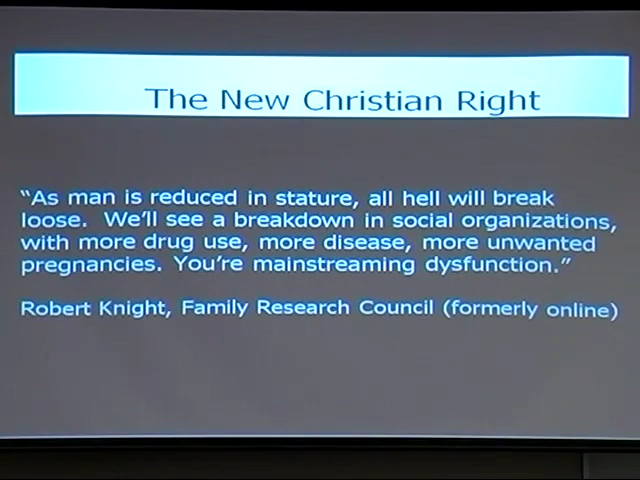 The New Christian Right
“As man is reduced in stature, all hell will break
loose. We’ll see a breakdown in social organizations,
with more drug use, more disease, more unwanted
pregnancies. You’re mainstreaming dysfunction.”
Robert Knight, Family Research Council (formerly online)